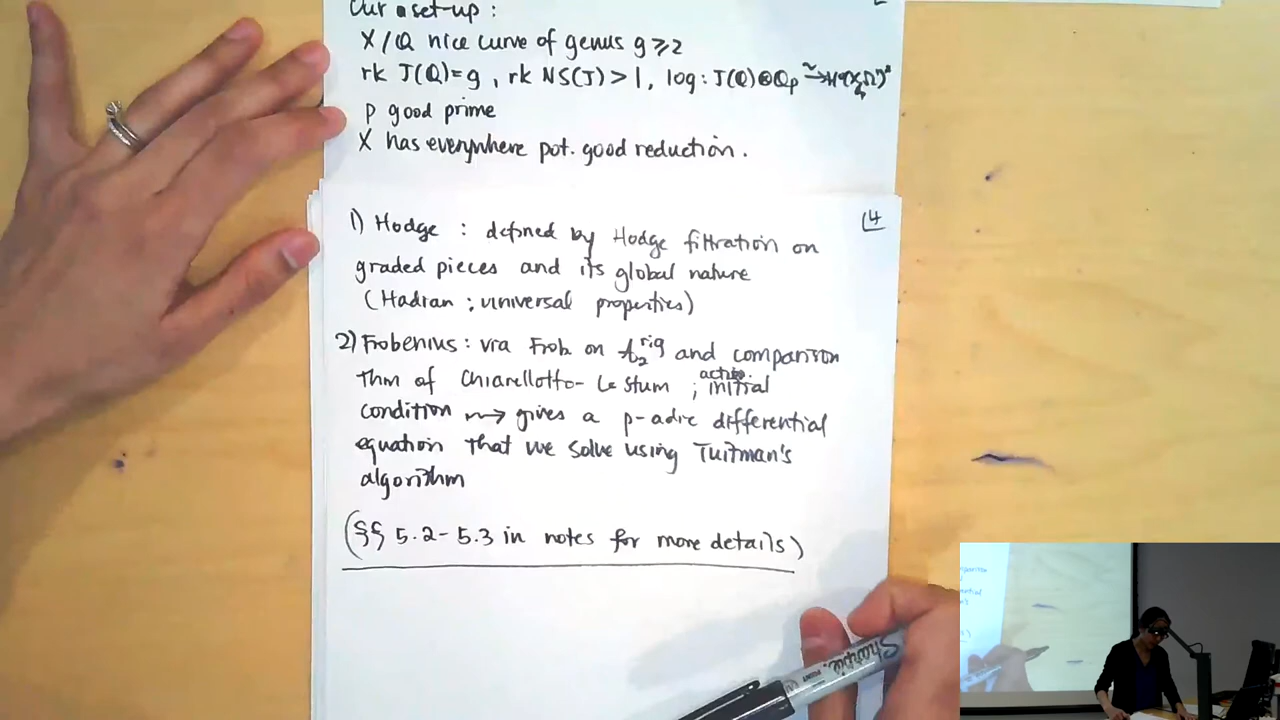 Our set-up :
X/ℚ nice curve of genus g ≥ 2
rk J(ℚ) = g , rk NS(J) > 1, log : J(ℚ)⊗ℚp
p good prime
X has everywhere pot. good reduction .
4
1) Hodge : defined by Hodge filtration on
graded pieces and its global nature
(Hadian ; universal properties)
2) Frobenius : via Frob. on A₂^rig and comparison
thm of Chiarellotto - Le Stum ; initial
condition ⇝ gives a p-adic differential
equation that we solve using Tuitman's
algorithm
(§§ 5.2 - 5.3 in notes for more details)
Sharpie